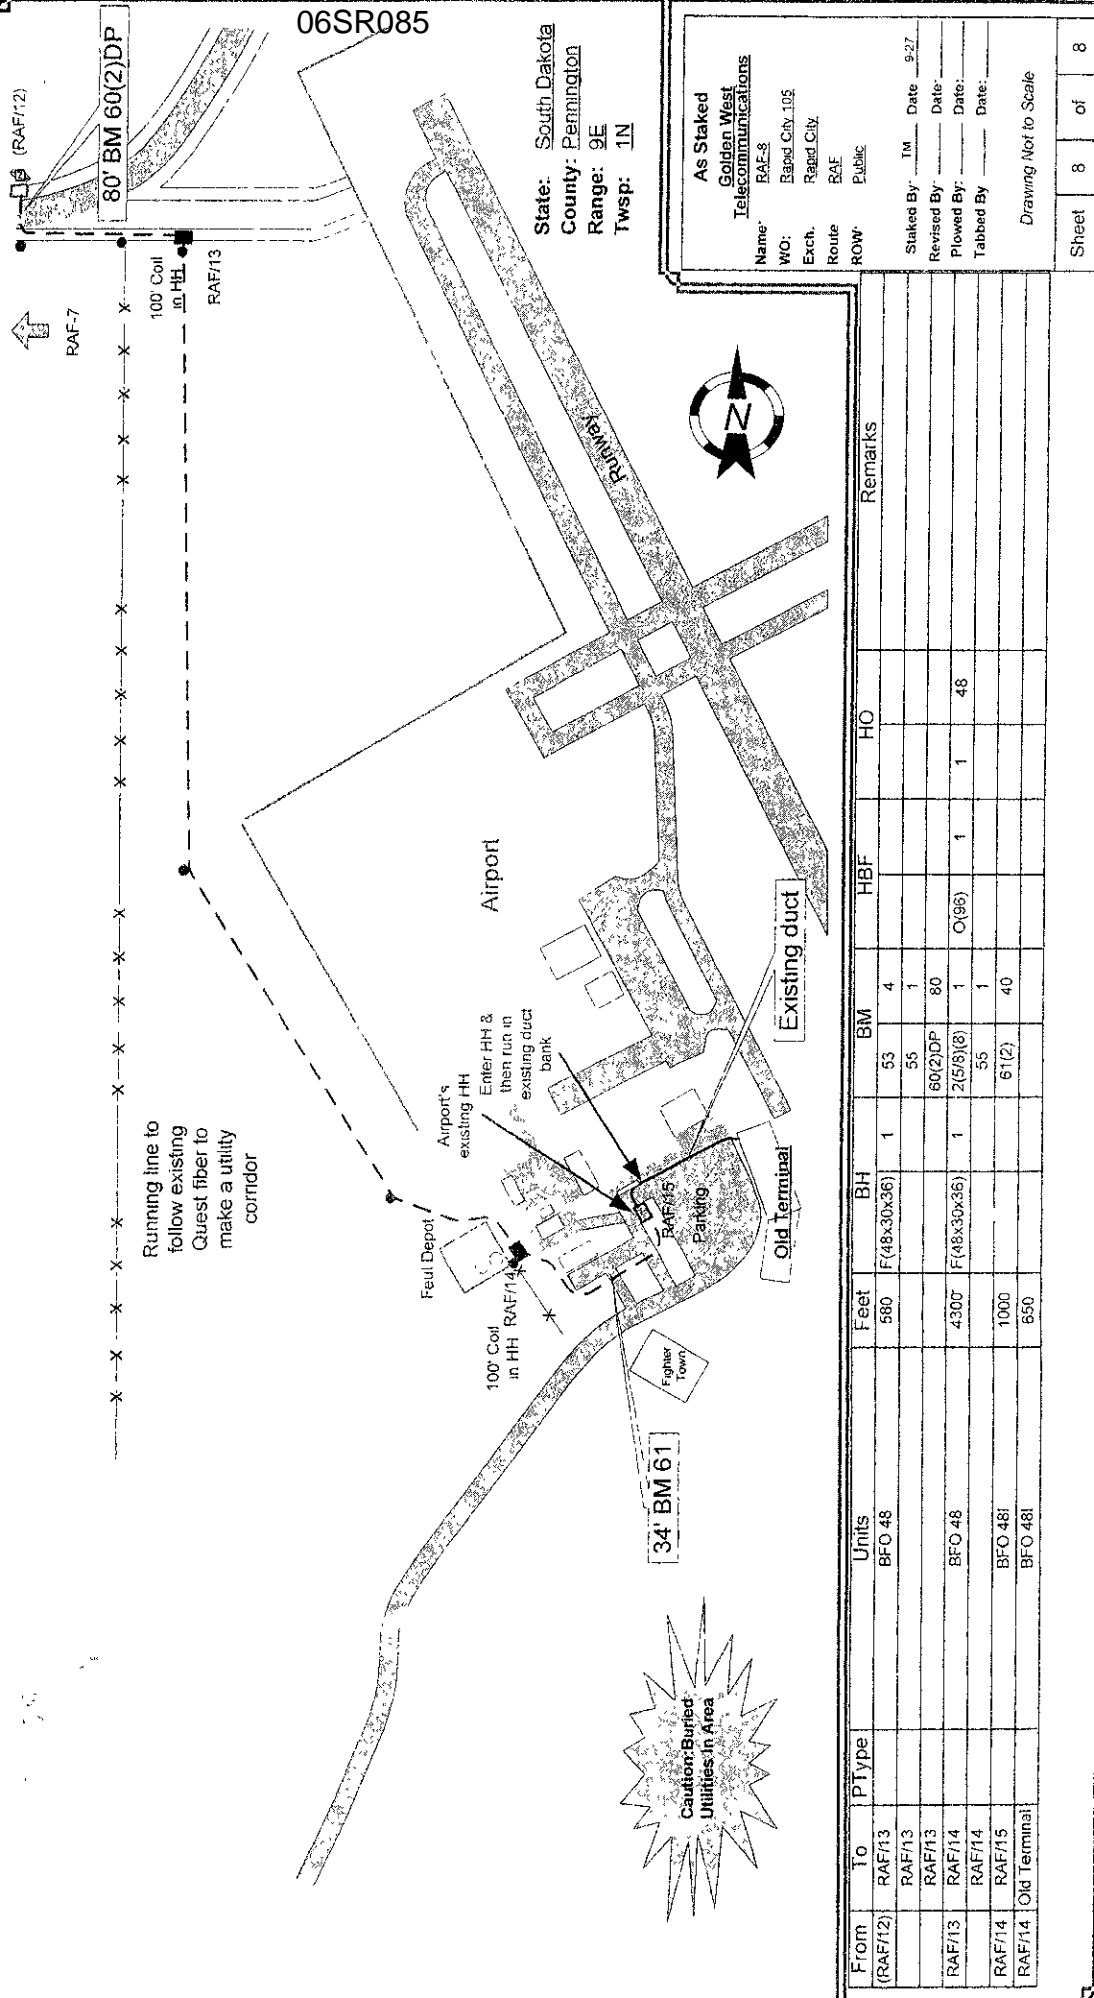 06SR085
(RAF/12)
80' BM 60(2)DP
RAF-7
100' Coil
in HH
RAF/13
State: South Dakota
County: Pennington
Range: 9E
Twsp: 1N
Running line to
follow existing
Quest fiber to
make a utility
corridor
Runway
N
Airport
Airport's
existing HH
Enter HH &
then run in
existing duct
bank
Existing duct
Feul Depot
100' Coil
in HH RAF/14
RAF/15
Parking
Old Terminal
Fighter
Town
34' BM 61
Caution:Buried
Utilities In Area
As Staked
Golden West
Telecommunications
Name: RAF-8
WO: Rapid City 105
Exch. Rapid City
Route RAF
ROW: Public
Staked By: TM Date 9-27
Revised By: Date:
Plowed By: Date:
Tabbed By Date:
Drawing Not to Scale
Sheet 8 of 8
From To PType Units Feet BH BM HBF HO Remarks
(RAF/12) RAF/13 BFO 48 580 F(48x30x36) 1 53 4
RAF/13 55 1
RAF/13 60(2)DP 80
RAF/13 RAF/14 BFO 48 4300' F(48x30x36) 1 2(5/8)(8) 1 O(96) 1 1 48
RAF/14 55 1
RAF/14 RAF/15 BFO 48I 1000 61(2) 40
RAF/14 Old Terminal BFO 48I 650